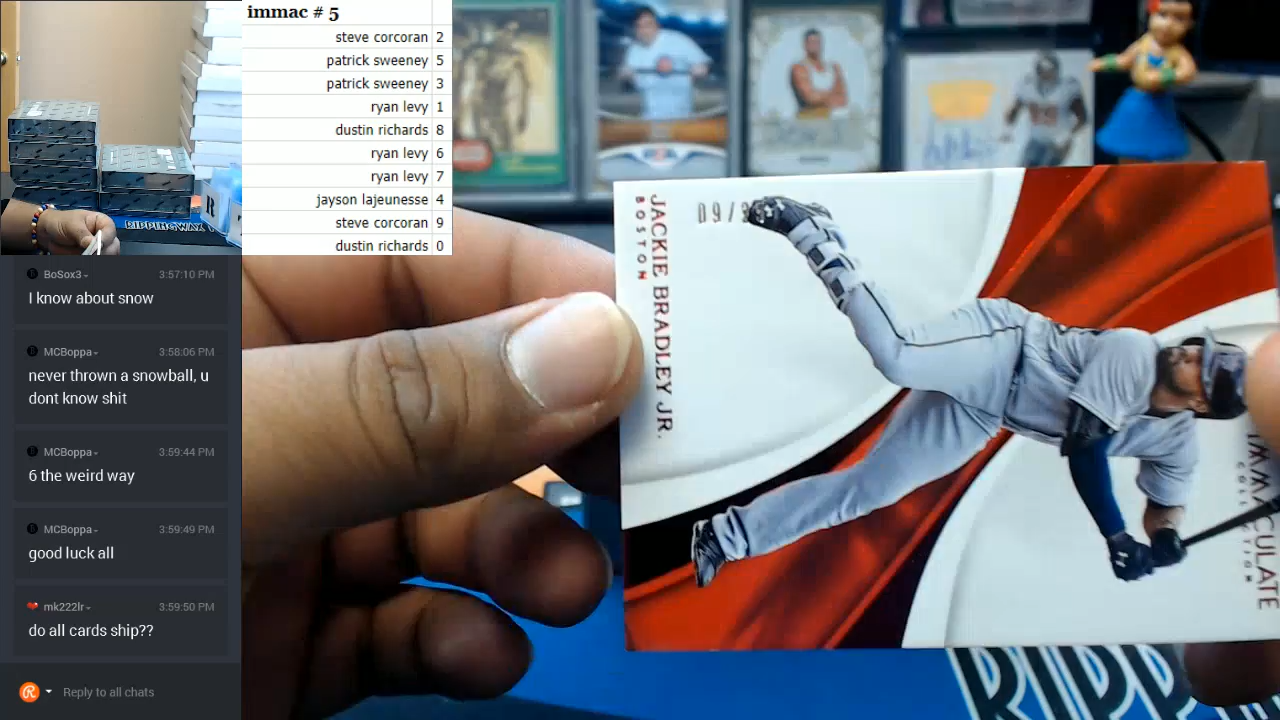 immac # 5
steve corcoran 2
patrick sweeney 5
patrick sweeney 3
ryan levy 1
dustin richards 8
ryan levy 6
ryan levy 7
jayson lajeunesse 4
steve corcoran 9
dustin richards 0
BoSox3 3:57:10 PM
I know about snow
MCBoppa 3:58:06 PM
never thrown a snowball, u
dont know shit
MCBoppa 3:59:44 PM
6 the weird way
MCBoppa 3:59:49 PM
good luck all
mk222lr 3:59:50 PM
do all cards ship??
Reply to all chats
RIPPINGWAX
R
09/
JACKIE BRADLEY JR.
BOSTON
IMMACULATE
RIPP